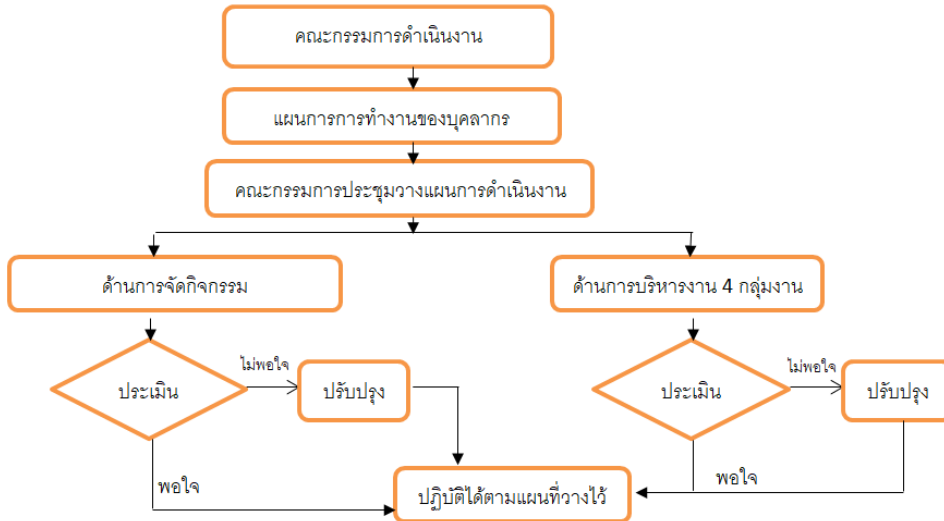 คณะกรรมการดำเนินงาน
แผนการการทำงานของบุคลากร
คณะกรรมการประชุมวางแผนการดำเนินงาน
ด้านการจัดกิจกรรม
ด้านการบริหารงาน 4 กลุ่มงาน
ประเมิน
ไม่พอใจ
ปรับปรุง
ประเมิน
ไม่พอใจ
ปรับปรุง
พอใจ
พอใจ
ปฏิบัติได้ตามแผนที่วางไว้